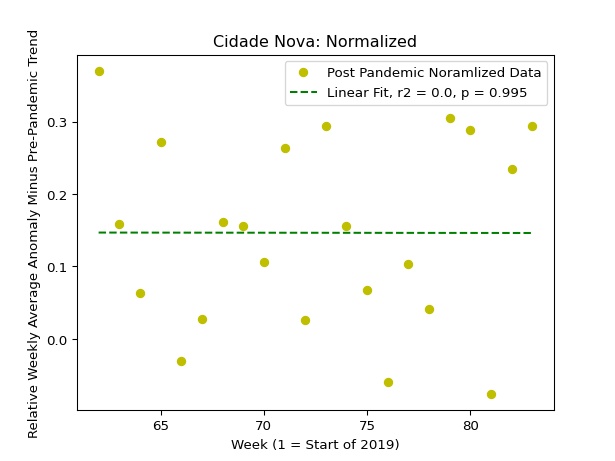 Cidade Nova: Normalized
Relative Weekly Average Anomaly Minus Pre-Pandemic Trend
Post Pandemic Noramlized Data
Linear Fit, r2 = 0.0, p = 0.995
0.3
0.2
0.1
0.0
65 70 75 80
Week (1 = Start of 2019)